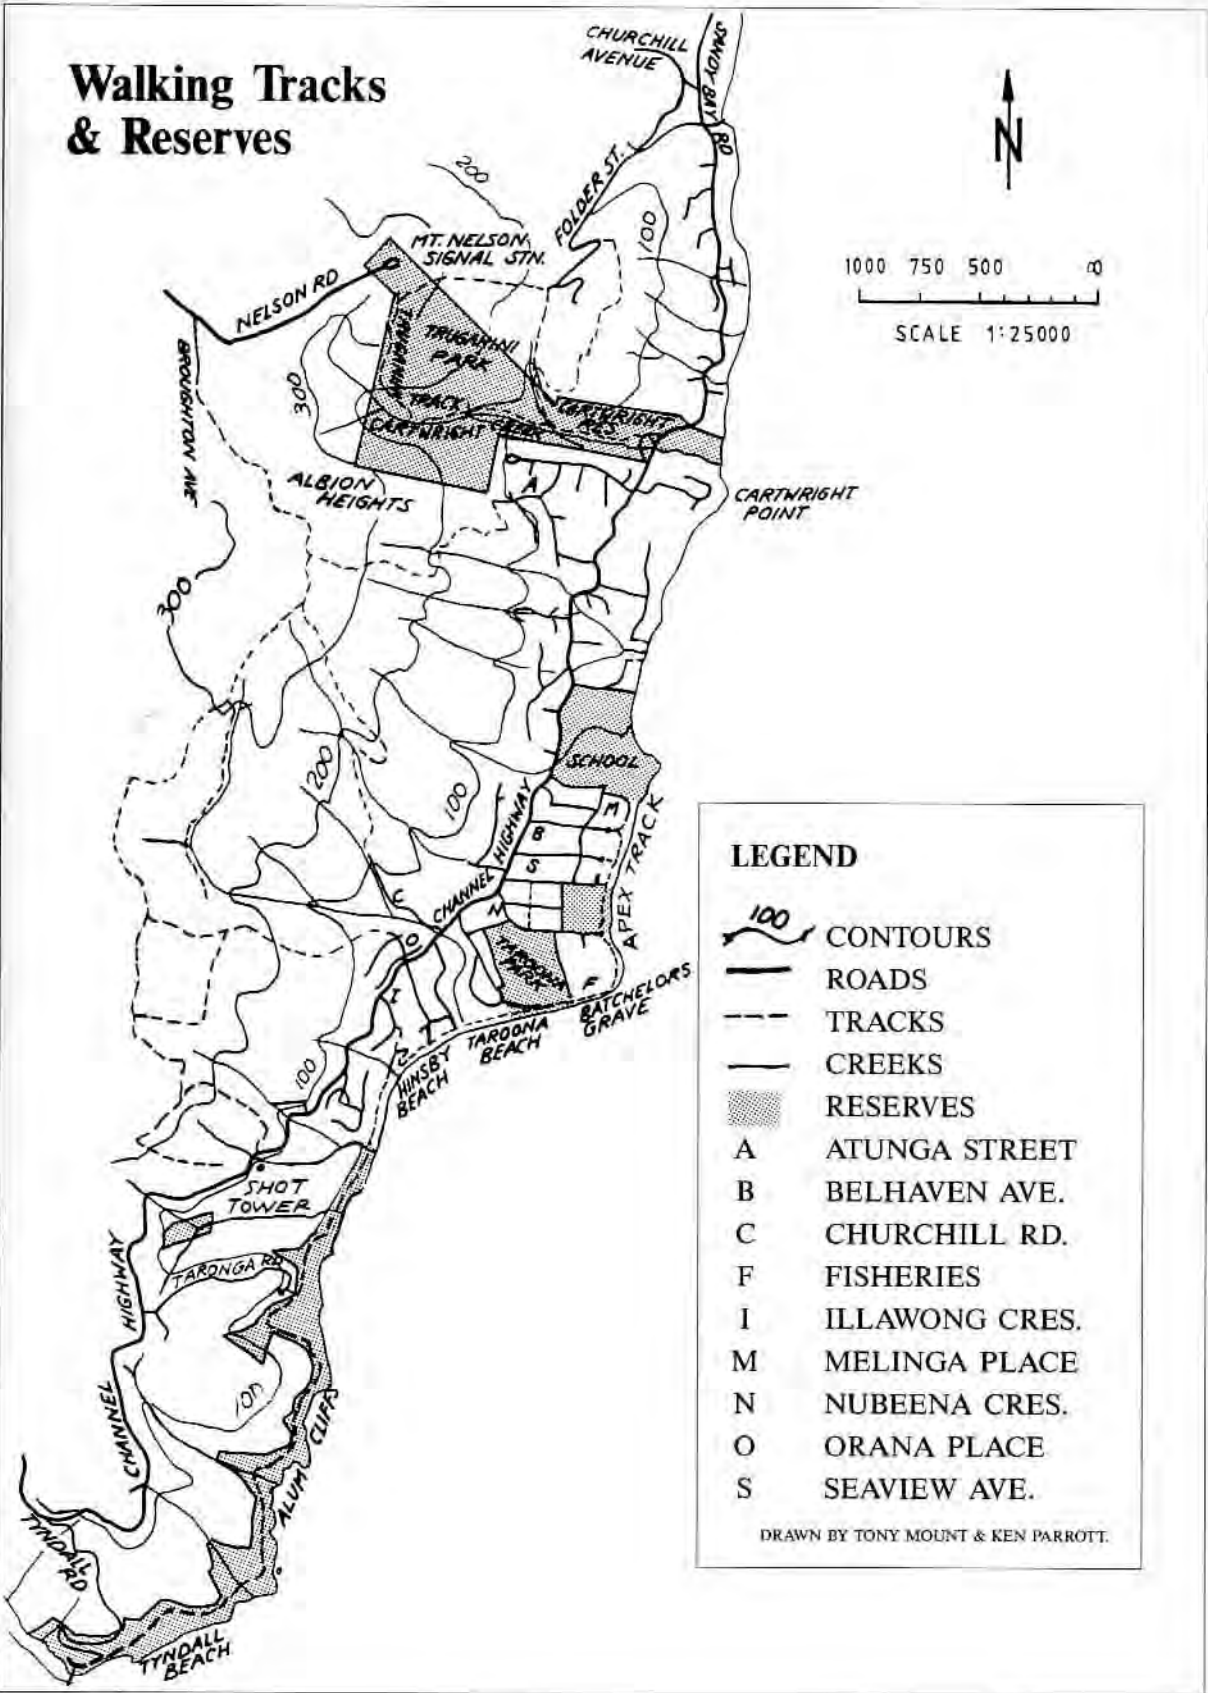 Walking Tracks
& Reserves
CHURCHILL
AVENUE
SANDY BAY
RD
N
FOLDER ST.
200
100
MT. NELSON
SIGNAL STN.
NELSON RD
1000 750 500
SCALE 1:25000
BROUGHTON AVE
TRUGANINI
TRUGANINI
PARK
TRACK
300
CARTWRIGHT CREEK
CARTWRIGHT
RES
ALBION
HEIGHTS
A
CARTWRIGHT
POINT
300
SCHOOL
200
100
M
B
S
CHANNEL HIGHWAY
APEX TRACK
C
N
O
TAROONA
PARK
F
I
BATCHELORS
GRAVE
TAROONA
BEACH
HINSBY
BEACH
100
SHOT
TOWER
TARONGA RD
CHANNEL HIGHWAY
100
ALUM CLIFFS
TYNDALL
RD
TYNDALL
BEACH
LEGEND
100
CONTOURS
ROADS
TRACKS
CREEKS
RESERVES
A ATUNGA STREET
B BELHAVEN AVE.
C CHURCHILL RD.
F FISHERIES
I ILLAWONG CRES.
M MELINGA PLACE
N NUBEENA CRES.
O ORANA PLACE
S SEAVIEW AVE.
DRAWN BY TONY MOUNT & KEN PARROTT.